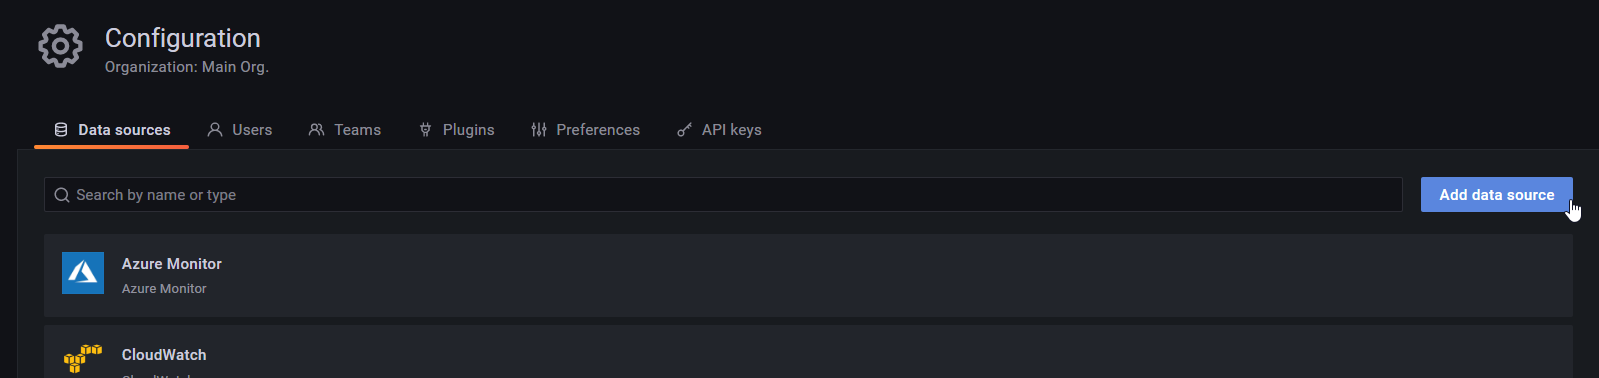 Configuration
Organization: Main Org.
Data sources Users Teams Plugins Preferences API keys
Search by name or type Add data source
Azure Monitor
Azure Monitor
CloudWatch
CloudWatch